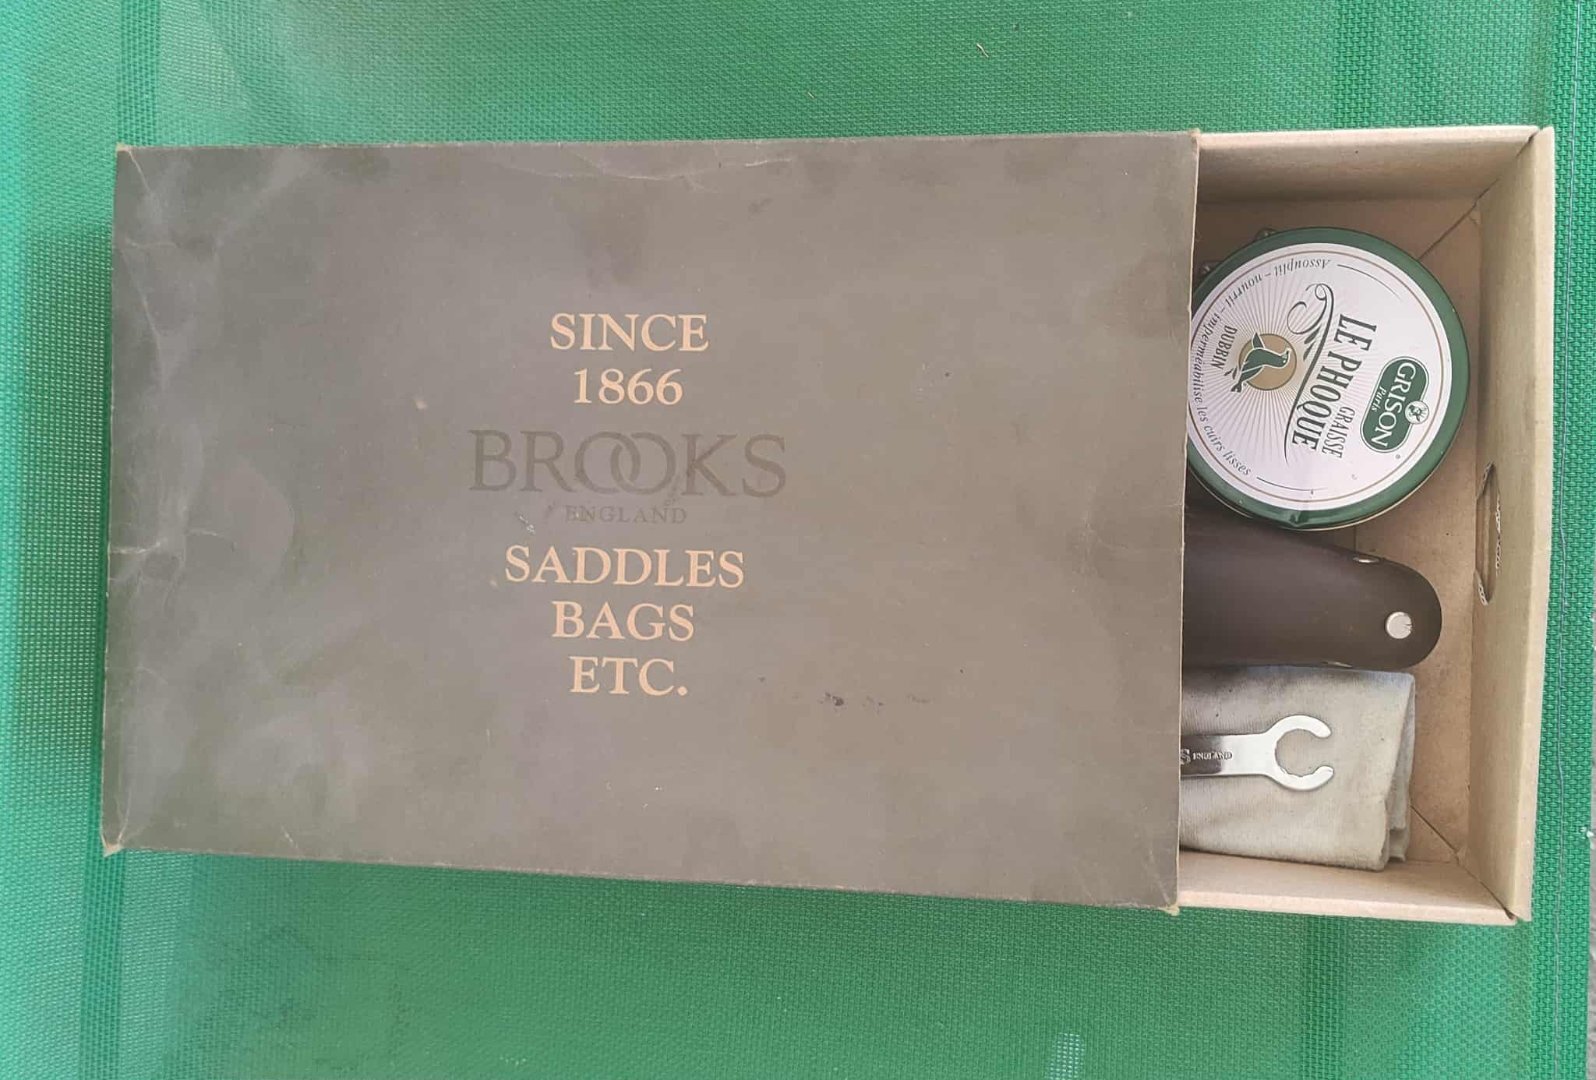 SINCE
1866
BROOKS
ENGLAND
SADDLES
BAGS
ETC.
GRISON
Paris
GRAISSE
LE PHOQUE
DUBBIN
Assouplit - nourrit - imperméabilise les cuirs lisses
S ENGLAND